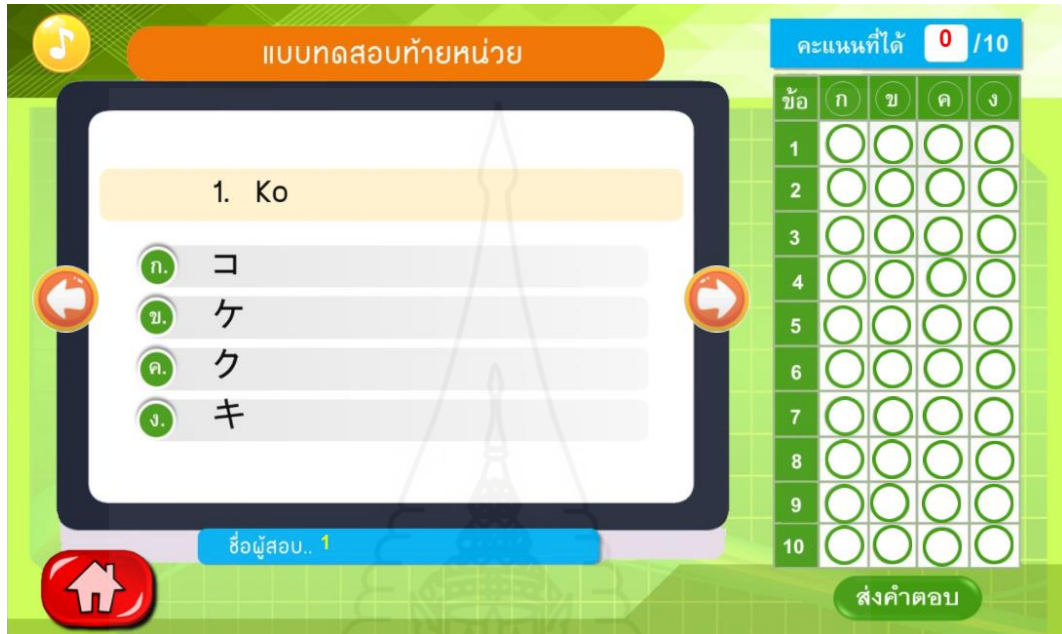 แบบทดสอบท้ายหน่วย
1. Ko
ก. コ
ข. ケ
ค. ク
ง. キ
ชื่อผู้สอบ.. 1
คะแนนที่ได้ 0 /10
ข้อ ก ข ค ง
1
2
3
4
5
6
7
8
9
10
ส่งคำตอบ